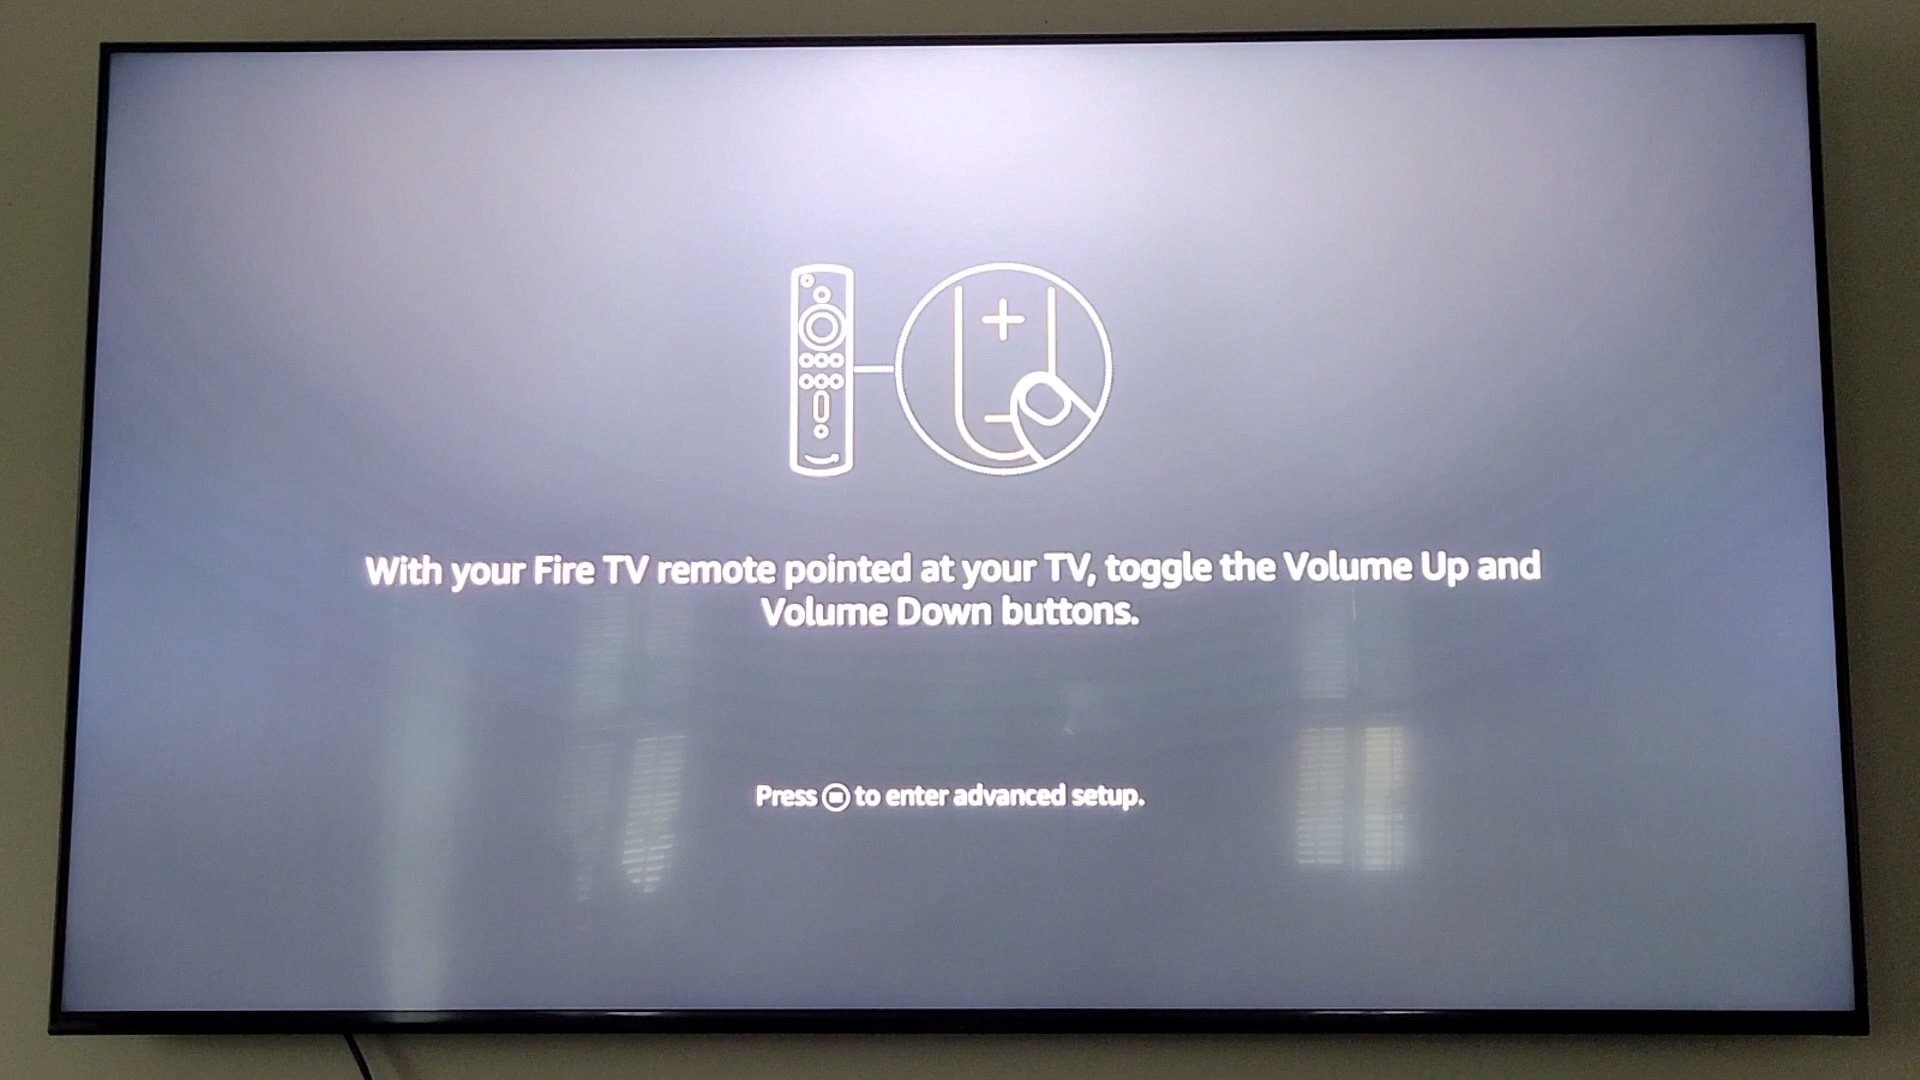 With your Fire TV remote pointed at your TV, toggle the Volume Up and
Volume Down buttons.
Press to enter advanced setup.